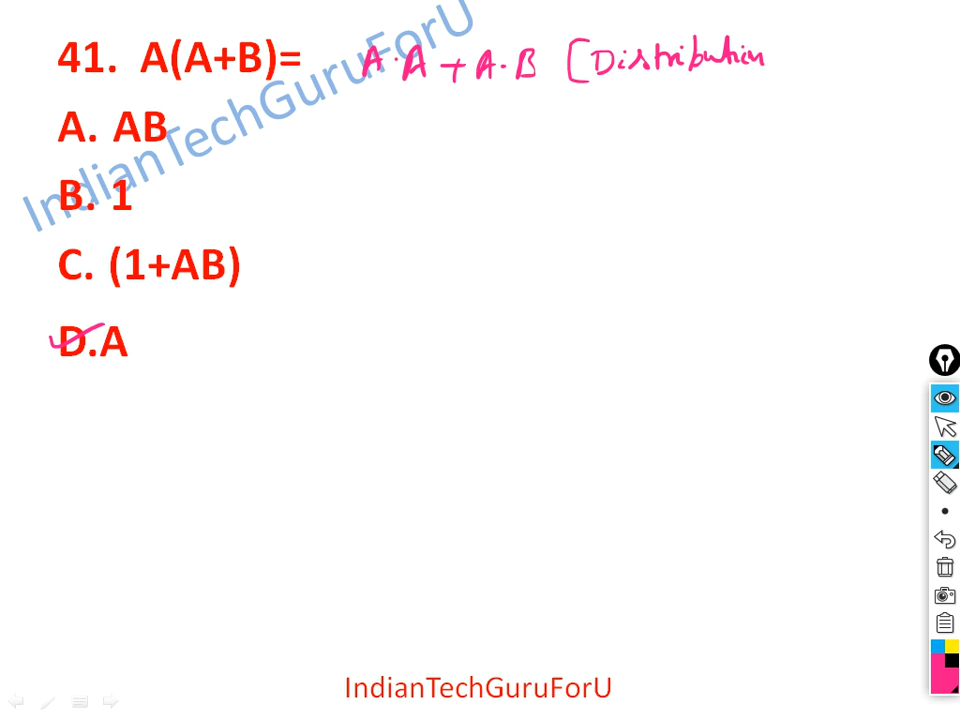 41. A(A+B)= A·A + A·B [Distribution
A. AB
B. 1
C. (1+AB)
D.A
IndianTechGuruForU
IndianTechGuruForU